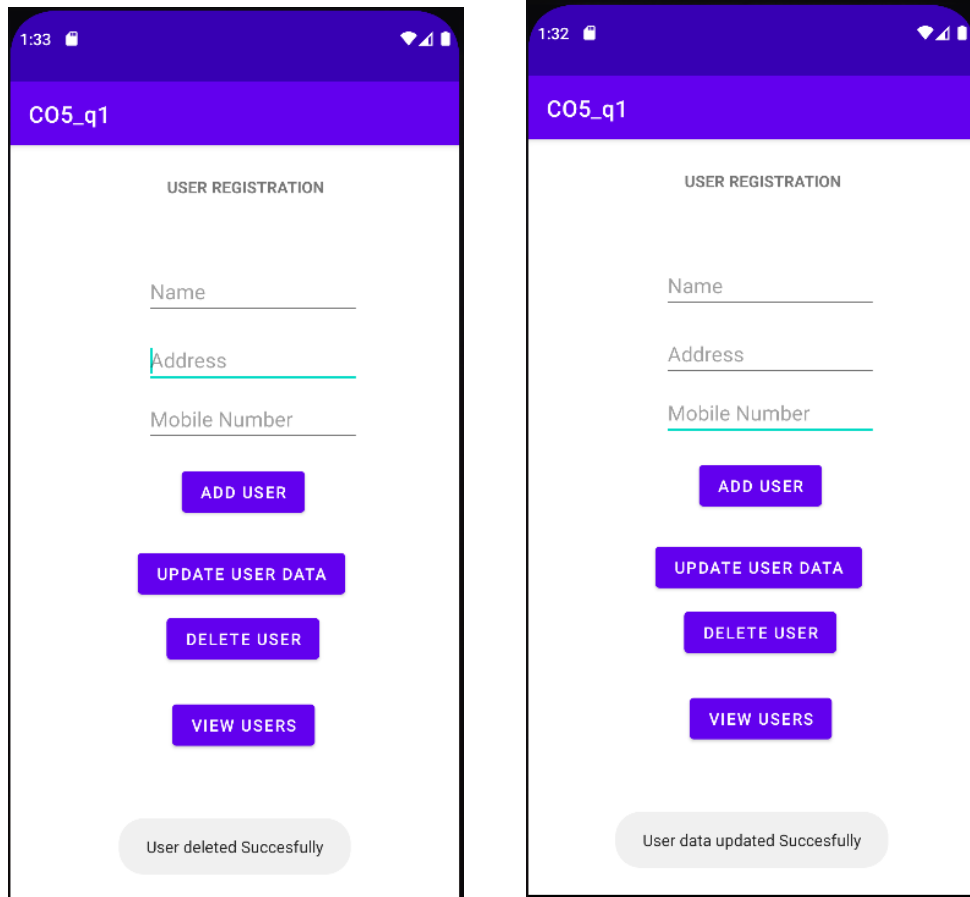 1:33
CO5_q1
USER REGISTRATION
Name
Address
Mobile Number
ADD USER
UPDATE USER DATA
DELETE USER
VIEW USERS
User deleted Succesfully
1:32
CO5_q1
USER REGISTRATION
Name
Address
Mobile Number
ADD USER
UPDATE USER DATA
DELETE USER
VIEW USERS
User data updated Succesfully